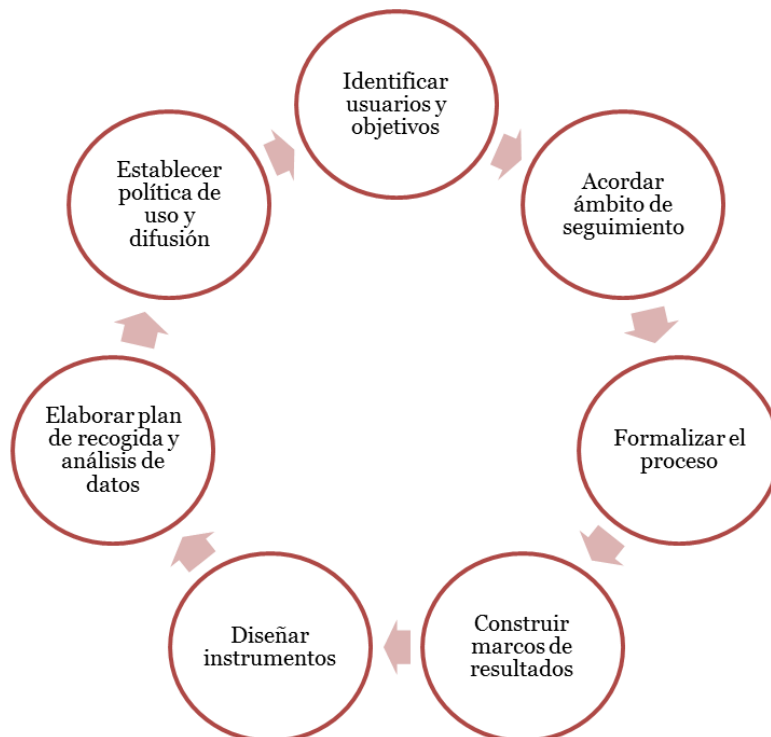 Identificar
usuarios y
objetivos
Acordar
ámbito de
seguimiento
Formalizar el
proceso
Construir
marcos de
resultados
Diseñar
instrumentos
Elaborar plan
de recogida y
análisis de
datos
Establecer
política de
uso y
difusión